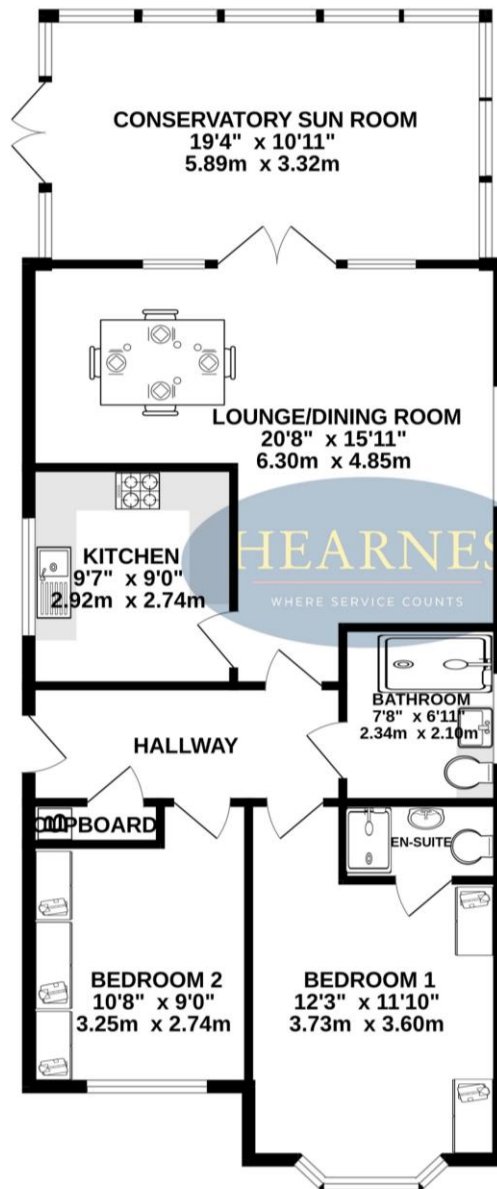 CONSERVATORY SUN ROOM
19'4" x 10'11"
5.89m x 3.32m
LOUNGE/DINING ROOM
20'8" x 15'11"
6.30m x 4.85m
HEARNES
WHERE SERVICE COUNTS
KITCHEN
9'7" x 9'0"
2.92m x 2.74m
BATHROOM
7'8" x 6'11"
2.34m x 2.10m
HALLWAY
CUPBOARD
EN-SUITE
BEDROOM 2
10'8" x 9'0"
3.25m x 2.74m
BEDROOM 1
12'3" x 11'10"
3.73m x 3.60m